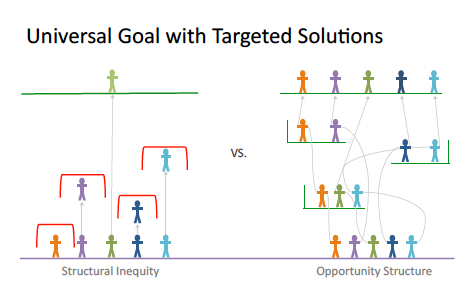 Universal Goal with Targeted Solutions
VS.
Structural Inequity
Opportunity Structure